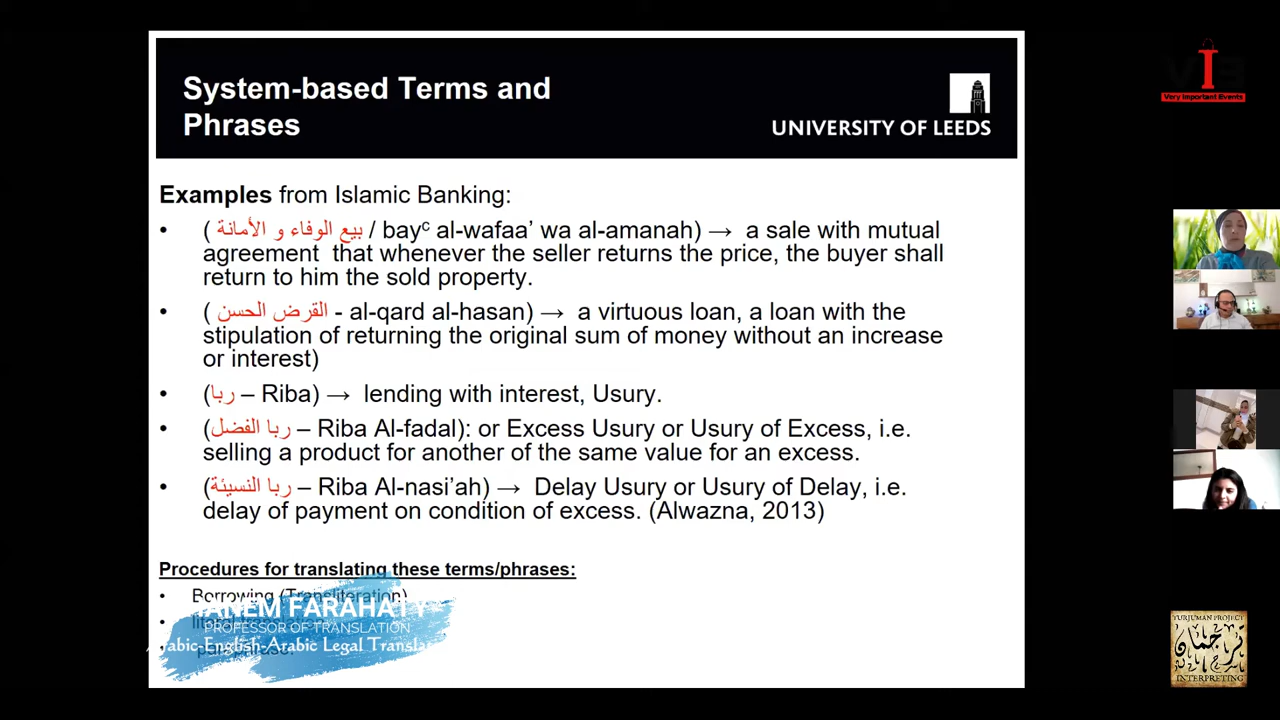 System-based Terms and
Phrases
UNIVERSITY OF LEEDS
Examples from Islamic Banking:
• ( بيع الوفاء و الأمانة / bayᶜ al-wafaa’ wa al-amanah) → a sale with mutual
agreement that whenever the seller returns the price, the buyer shall
return to him the sold property.
• ( القرض الحسن - al-qard al-hasan) → a virtuous loan, a loan with the
stipulation of returning the original sum of money without an increase
or interest)
• (ربا – Riba) → lending with interest, Usury.
• (ربا الفضل – Riba Al-fadal): or Excess Usury or Usury of Excess, i.e.
selling a product for another of the same value for an excess.
• (ربا النسيئة – Riba Al-nasi’ah) → Delay Usury or Usury of Delay, i.e.
delay of payment on condition of excess. (Alwazna, 2013)
Procedures for translating these terms/phrases:
• Borrowing (Transliteration)
HANEM FARAHATY
PROFESSOR OF TRANSLATION
Arabic-English-Arabic Legal Transla
VIE
Very Important Events
TURJUMAN PROJECT
ترجمان
INTERPRETING